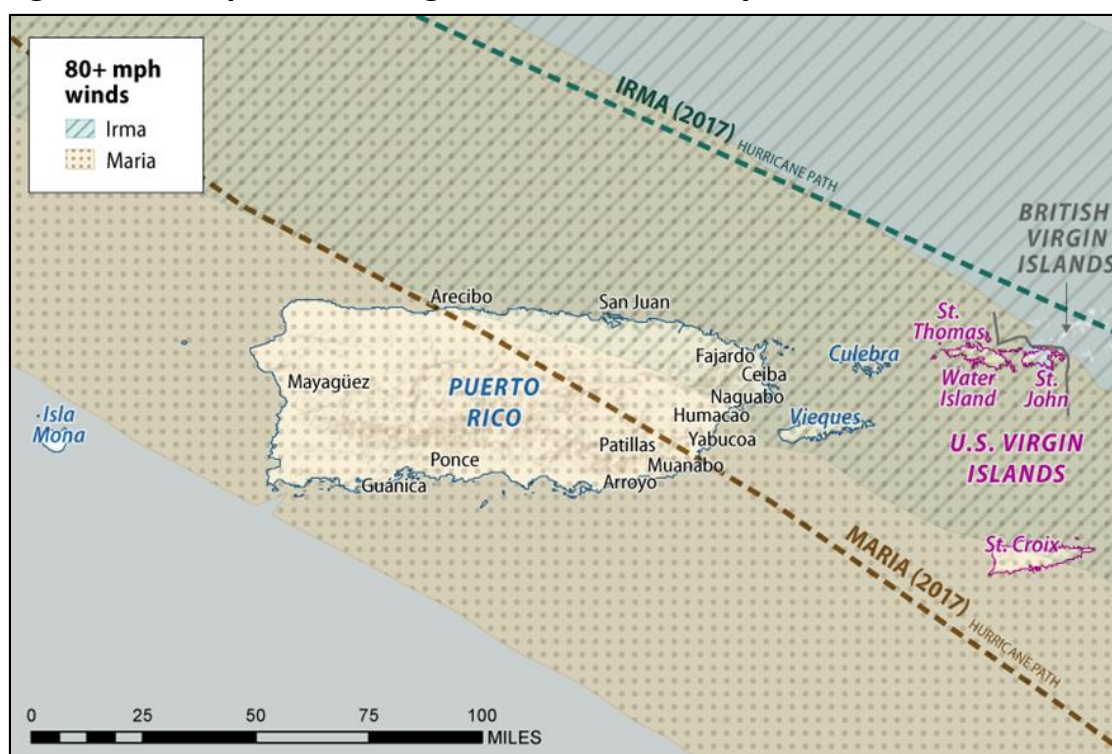 80+ mph
winds
Irma
Maria
IRMA (2017) HURRICANE PATH
BRITISH
VIRGIN
ISLANDS
Arecibo
San Juan
St.
Thomas
Fajardo
Culebra
Ceiba
Water
Island
St.
John
Mayagüez
PUERTO
RICO
Naguabo
Humacao
Vieques
Isla
Mona
Patillas
Yabucoa
U.S. VIRGIN
ISLANDS
Ponce
Muanabo
Guánica
Arroyo
St. Croix
MARIA (2017) HURRICANE PATH
0 25 50 75 100
MILES